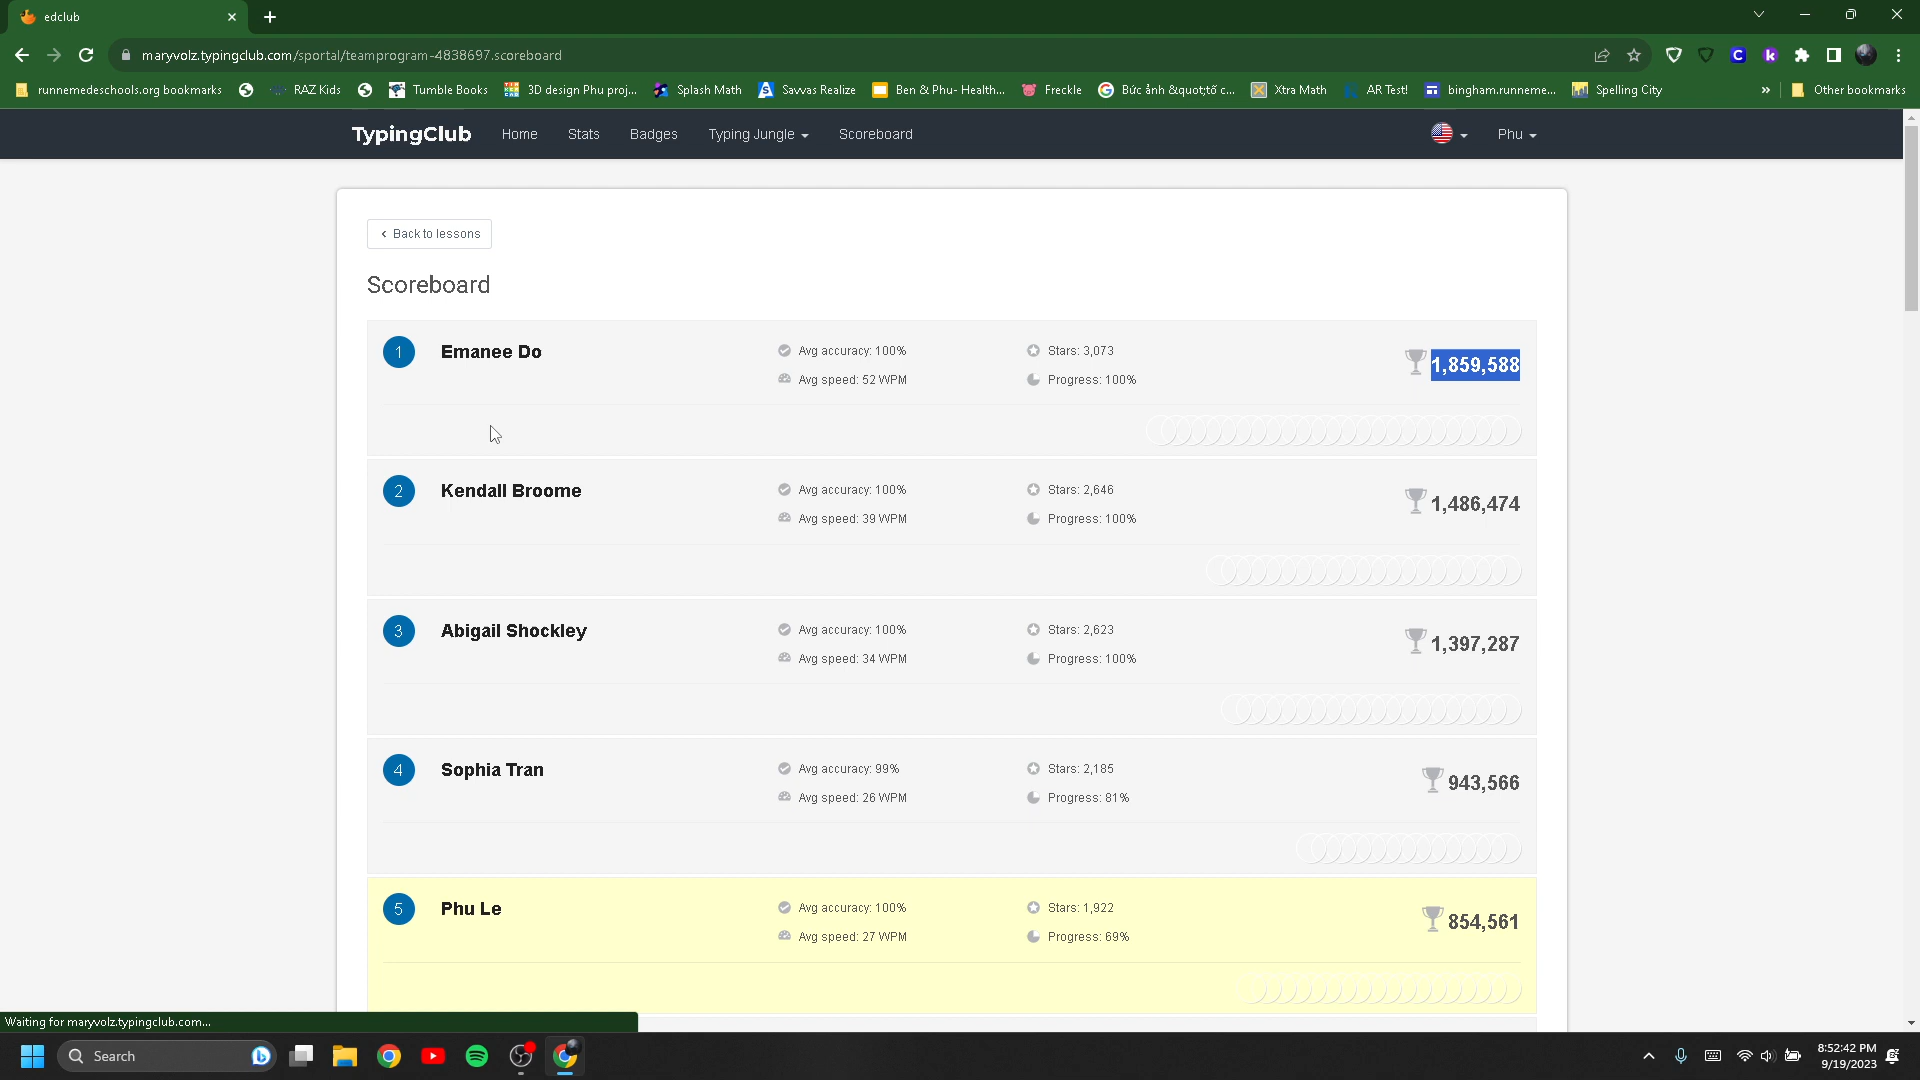 edclub
maryvolz.typingclub.com/sportal/teamprogram-4838697.scoreboard
runnemedeschools.org bookmarks RAZ Kids Tumble Books 3D design Phu proj... Splash Math Savvas Realize Ben & Phu- Health... Freckle Bức ảnh &quot;tố c... Xtra Math AR Test! bingham.runneme... Spelling City » Other bookmarks
TypingClub Home Stats Badges Typing Jungle Scoreboard Phu
Back to lessons
Scoreboard
1 Emanee Do Avg accuracy: 100% Stars: 3,073 1,859,588
Avg speed: 52 WPM Progress: 100%
2 Kendall Broome Avg accuracy: 100% Stars: 2,646 1,486,474
Avg speed: 39 WPM Progress: 100%
3 Abigail Shockley Avg accuracy: 100% Stars: 2,623 1,397,287
Avg speed: 34 WPM Progress: 100%
4 Sophia Tran Avg accuracy: 99% Stars: 2,185 943,566
Avg speed: 26 WPM Progress: 81%
5 Phu Le Avg accuracy: 100% Stars: 1,922 854,561
Avg speed: 27 WPM Progress: 69%
Waiting for maryvolz.typingclub.com...
Search
8:52:42 PM
9/19/2023